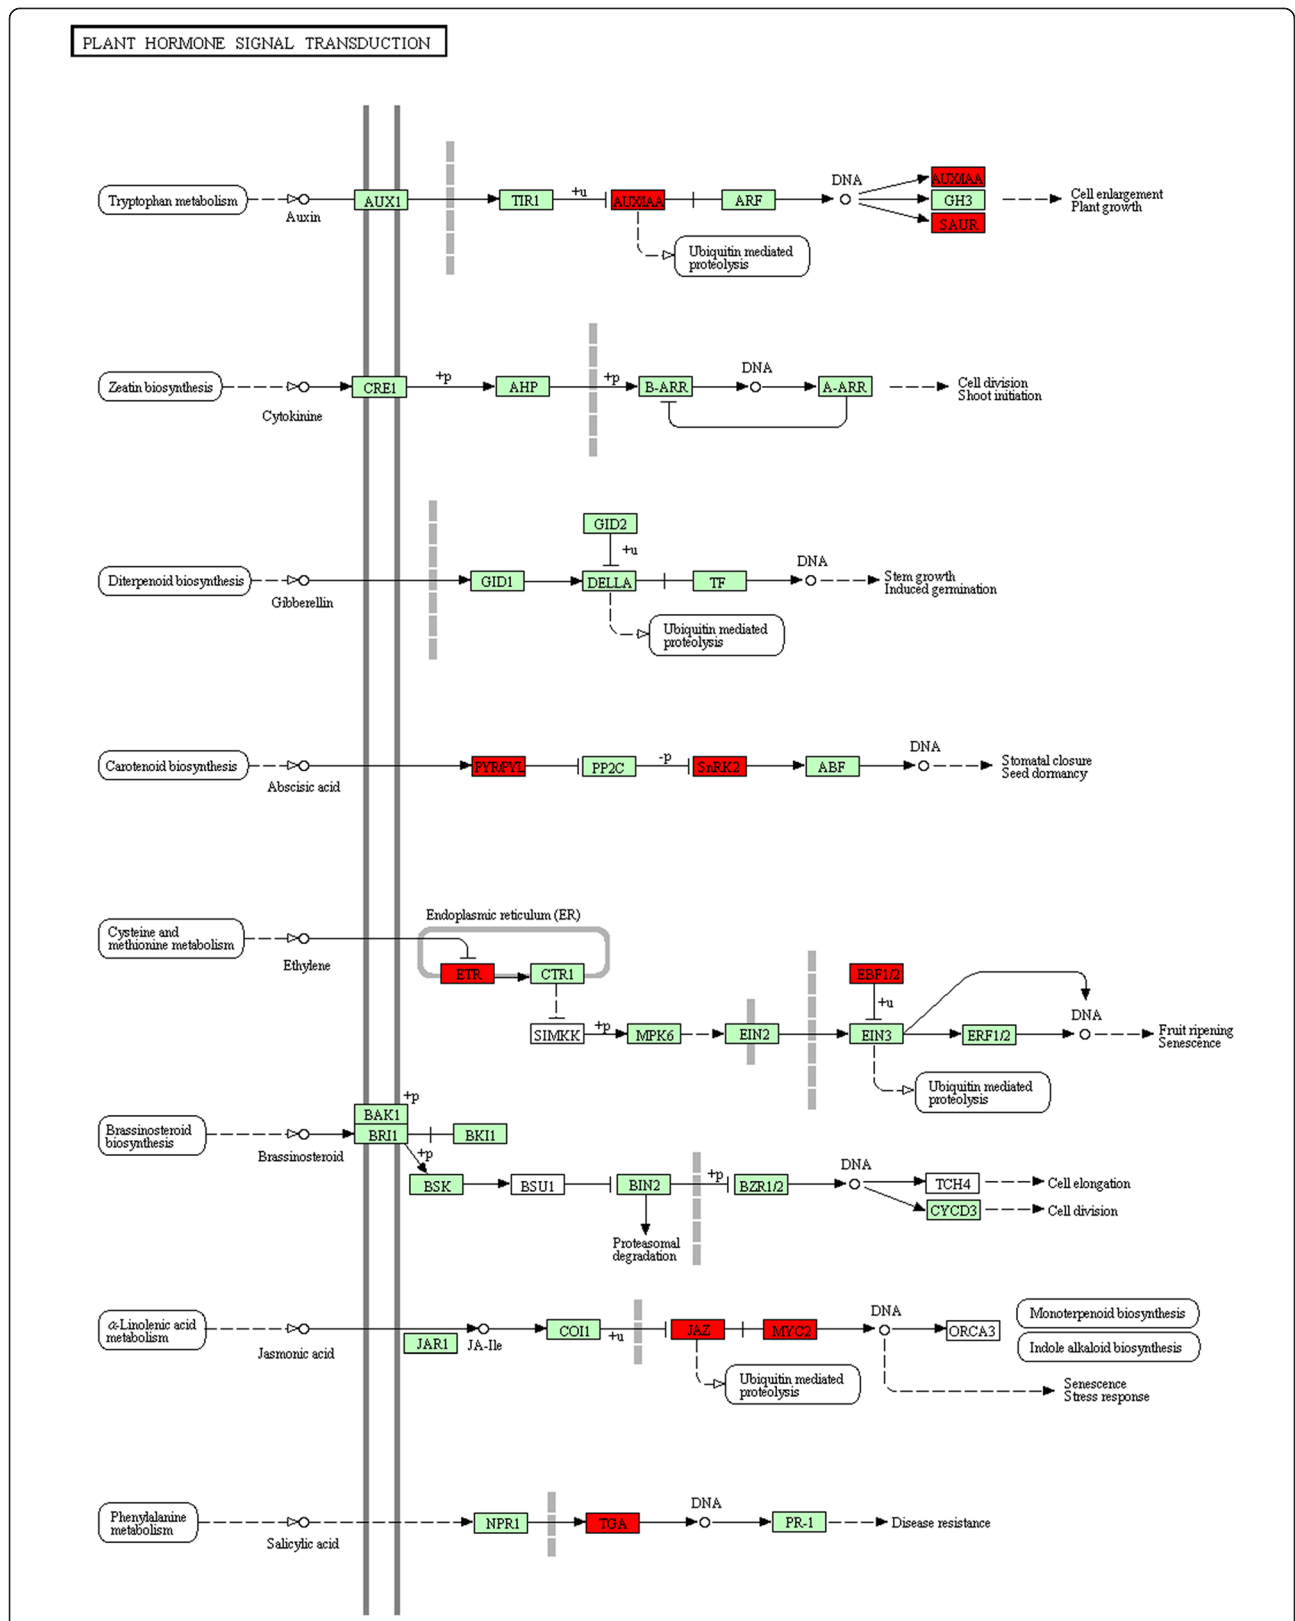 PLANT HORMONE SIGNAL TRANSDUCTION
Tryptophan metabolism
Auxin
AUX1
TIR1
+u
AUX/IAA
ARF
DNA
AUX/IAA
GH3
SAUR
Cell enlargement
Plant growth
Ubiquitin mediated
proteolysis
Zeatin biosynthesis
Cytokinine
CRE1
+p
AHP
+p
B-ARR
DNA
A-ARR
Cell division
Shoot initiation
GID2
+u
Diterpenoid biosynthesis
Gibberellin
GID1
DELLA
TF
DNA
Stem growth
Induced germination
Ubiquitin mediated
proteolysis
Carotenoid biosynthesis
Abscisic acid
PYR/PYL
PP2C
-p
SnRK2
ABF
DNA
Stomatal closure
Seed dormancy
Cysteine and
methionine metabolism
Ethylene
Endoplasmic reticulum (ER)
ETR
CTR1
EBF1/2
+u
SIMKK
+p
MPK6
EIN2
EIN3
ERF1/2
DNA
Fruit ripening
Senescence
Ubiquitin mediated
proteolysis
Brassinosteroid
biosynthesis
Brassinosteroid
BAK1
+p
BRI1
BKI1
+p
BSK
BSU1
BIN2
+p
BZR1/2
DNA
TCH4
Cell elongation
CYCD3
Cell division
Proteasomal
degradation
α-Linolenic acid
metabolism
Jasmonic acid
JAR1
JA-Ile
COI1
+u
JAZ
MYC2
DNA
ORCA3
Monoterpenoid biosynthesis
Indole alkaloid biosynthesis
Ubiquitin mediated
proteolysis
Senescence
Stress response
Phenylalanine
metabolism
Salicylic acid
NPR1
TGA
DNA
PR-1
Disease resistance